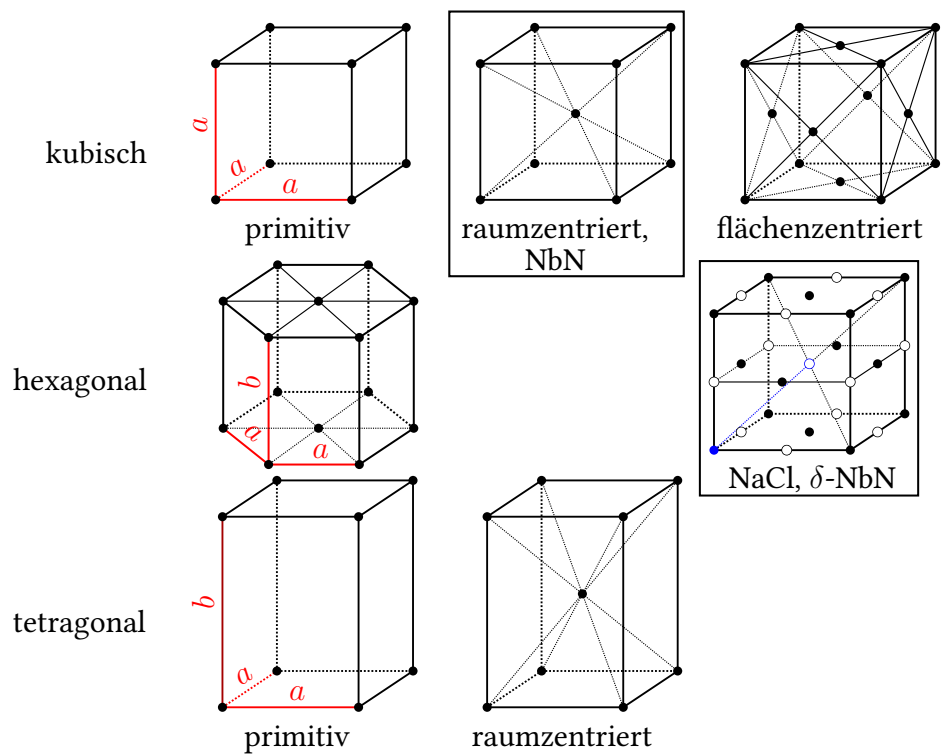 a
a
a
kubisch
primitiv
raumzentriert,
NbN
flächenzentriert
hexagonal
b
a
a
NaCl, δ-NbN
tetragonal
b
a
a
primitiv
raumzentriert